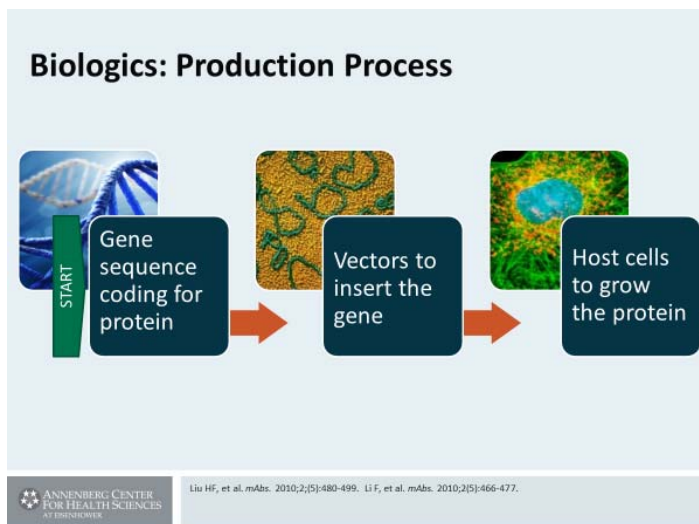 Biologics: Production Process
START
Gene
sequence
coding for
protein
Vectors to
insert the
gene
Host cells
to grow
the protein
ANNENBERG CENTER
FOR HEALTH SCIENCES
AT EISENHOWER
Liu HF, et al. mAbs. 2010;2;(5):480-499.  Li F, et al. mAbs. 2010;2(5):466-477.